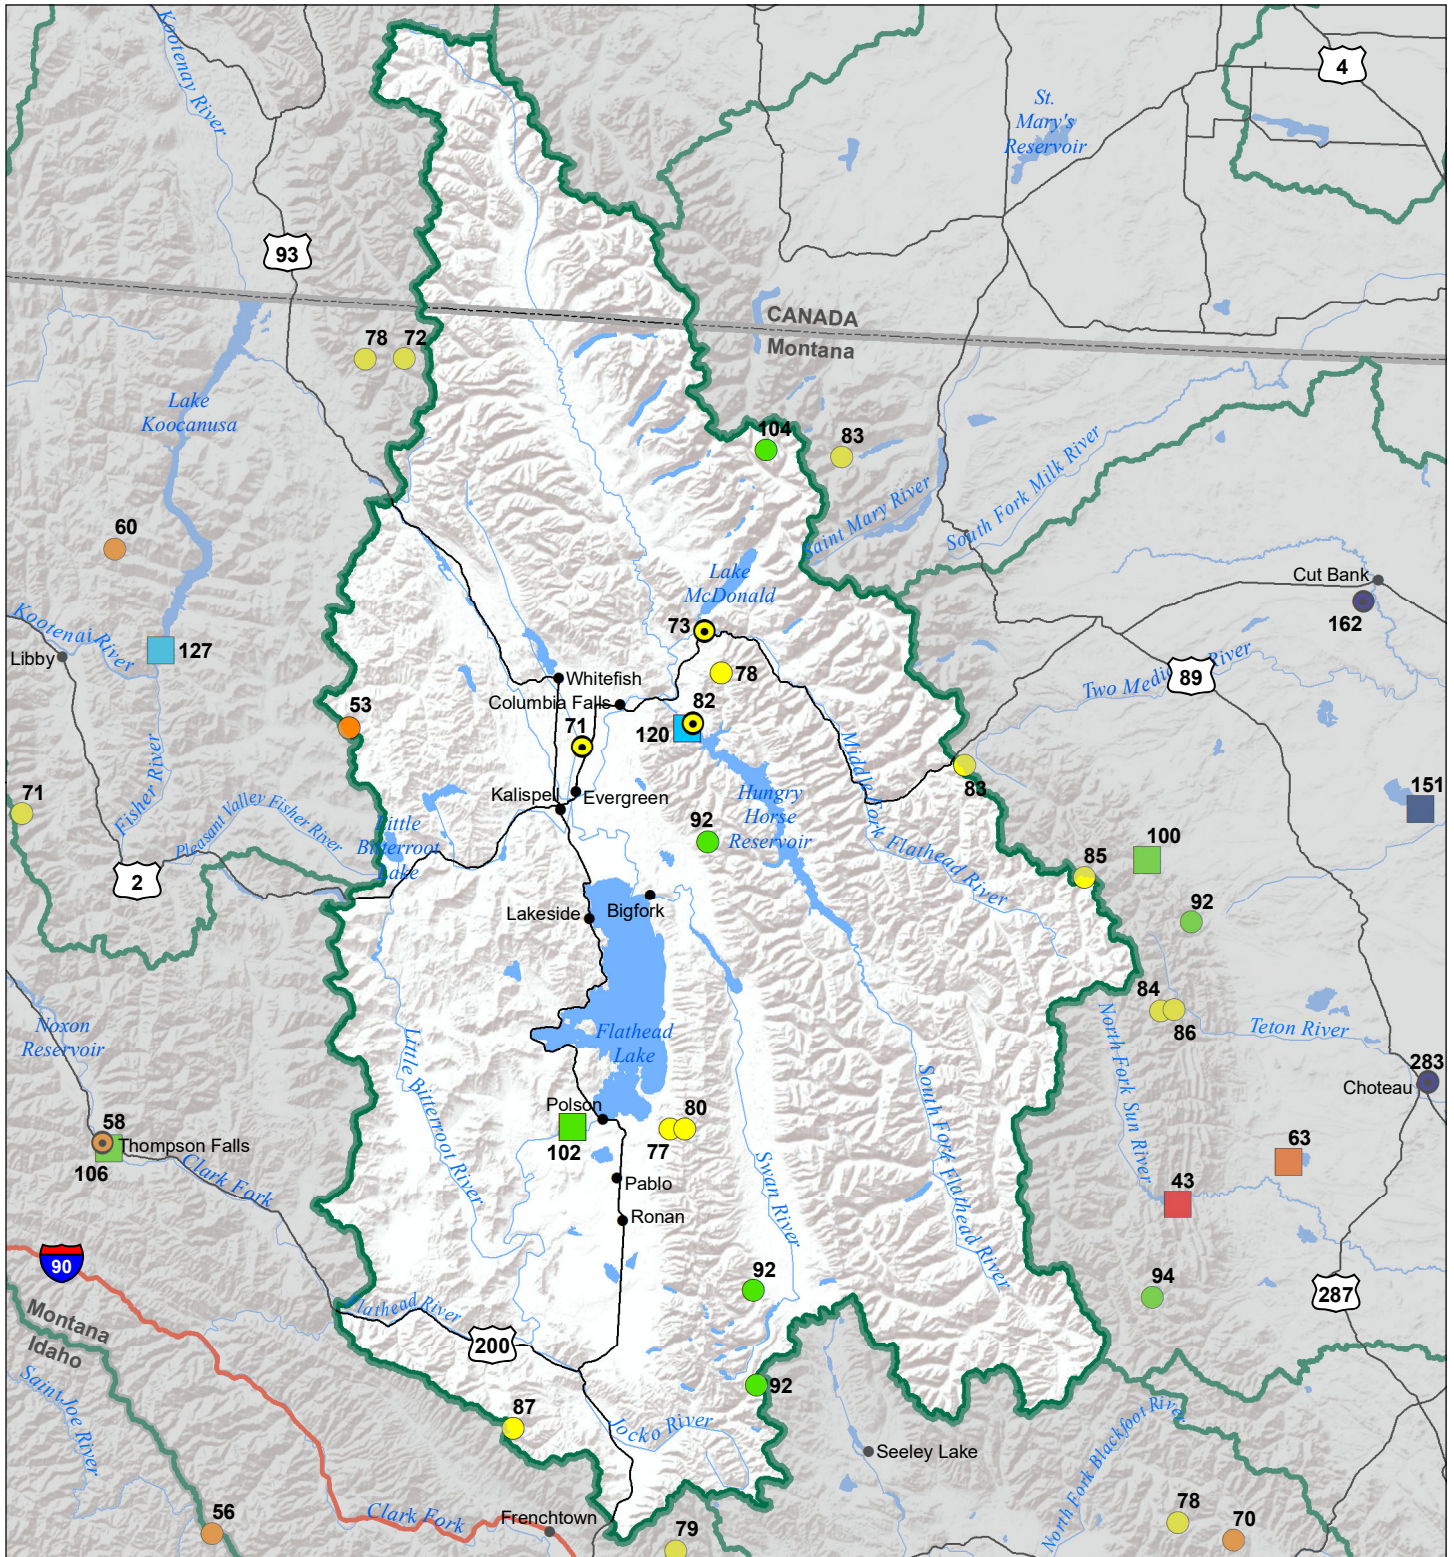 Kootenay River
4
St.
Mary's
Reservoir
93
CANADA
Montana
78
72
Lake
Koocanusa
104
83
Saint Mary River
South Fork Milk River
60
Lake
McDonald
Cut Bank
162
Kootenai River
Libby
127
73
78
Whitefish
Columbia Falls
82
120
Two Medic
River
89
53
71
Fisher River
Middle Fork
Flathead River
83
151
71
Kalispell
Evergreen
Hungry
Horse
Reservoir
92
Pleasant Valley Fisher River
Little
Bitterroot
Lake
100
85
2
92
Lakeside
Bigfork
84
86
North Fork Sun River
Teton River
Noxon
Reservoir
Little Bitterroot River
Flathead
Lake
South Fork Flathead River
South Fork Flathead River
283
Choteau
58
Thompson Falls
106
Clark Fork
Polson
102
80
77
Swan River
63
43
Pablo
Ronan
90
92
94
287
Montana
Idaho
Flathead River
200
92
Saint Joe River
87
Jocko River
Seeley Lake
North Fork Blackfoot River
56
Clark Fork
Frenchtown
79
78
70